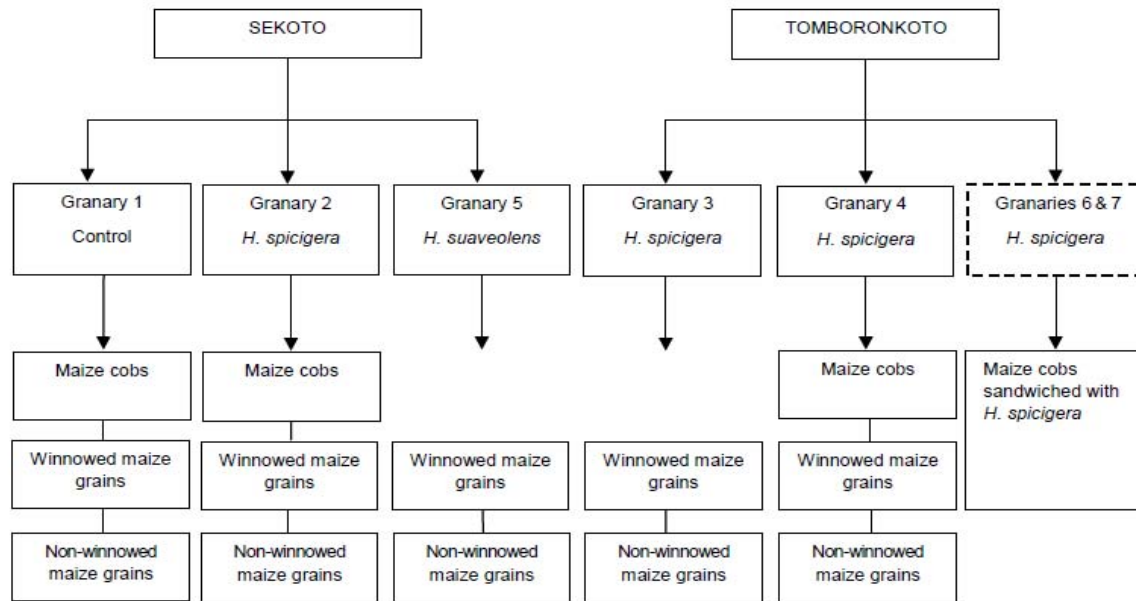 SEKOTO
TOMBORONKOTO
Granary 1
Control
Granary 2
H. spicigera
Granary 5
H. suaveolens
Granary 3
H. spicigera
Granary 4
H. spicigera
Granaries 6 & 7
H. spicigera
Maize cobs
Maize cobs
Maize cobs
Maize cobs
sandwiched with
H. spicigera
Winnowed maize
grains
Winnowed maize
grains
Winnowed maize
grains
Winnowed maize
grains
Winnowed maize
grains
Non-winnowed
maize grains
Non-winnowed
maize grains
Non-winnowed
maize grains
Non-winnowed
maize grains
Non-winnowed
maize grains